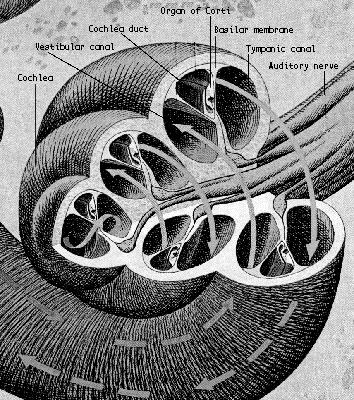 Organ of Corti
Cochlea duct
Basilar membrane
Vestibular canal
Tympanic canal
Auditory nerve
Cochlea